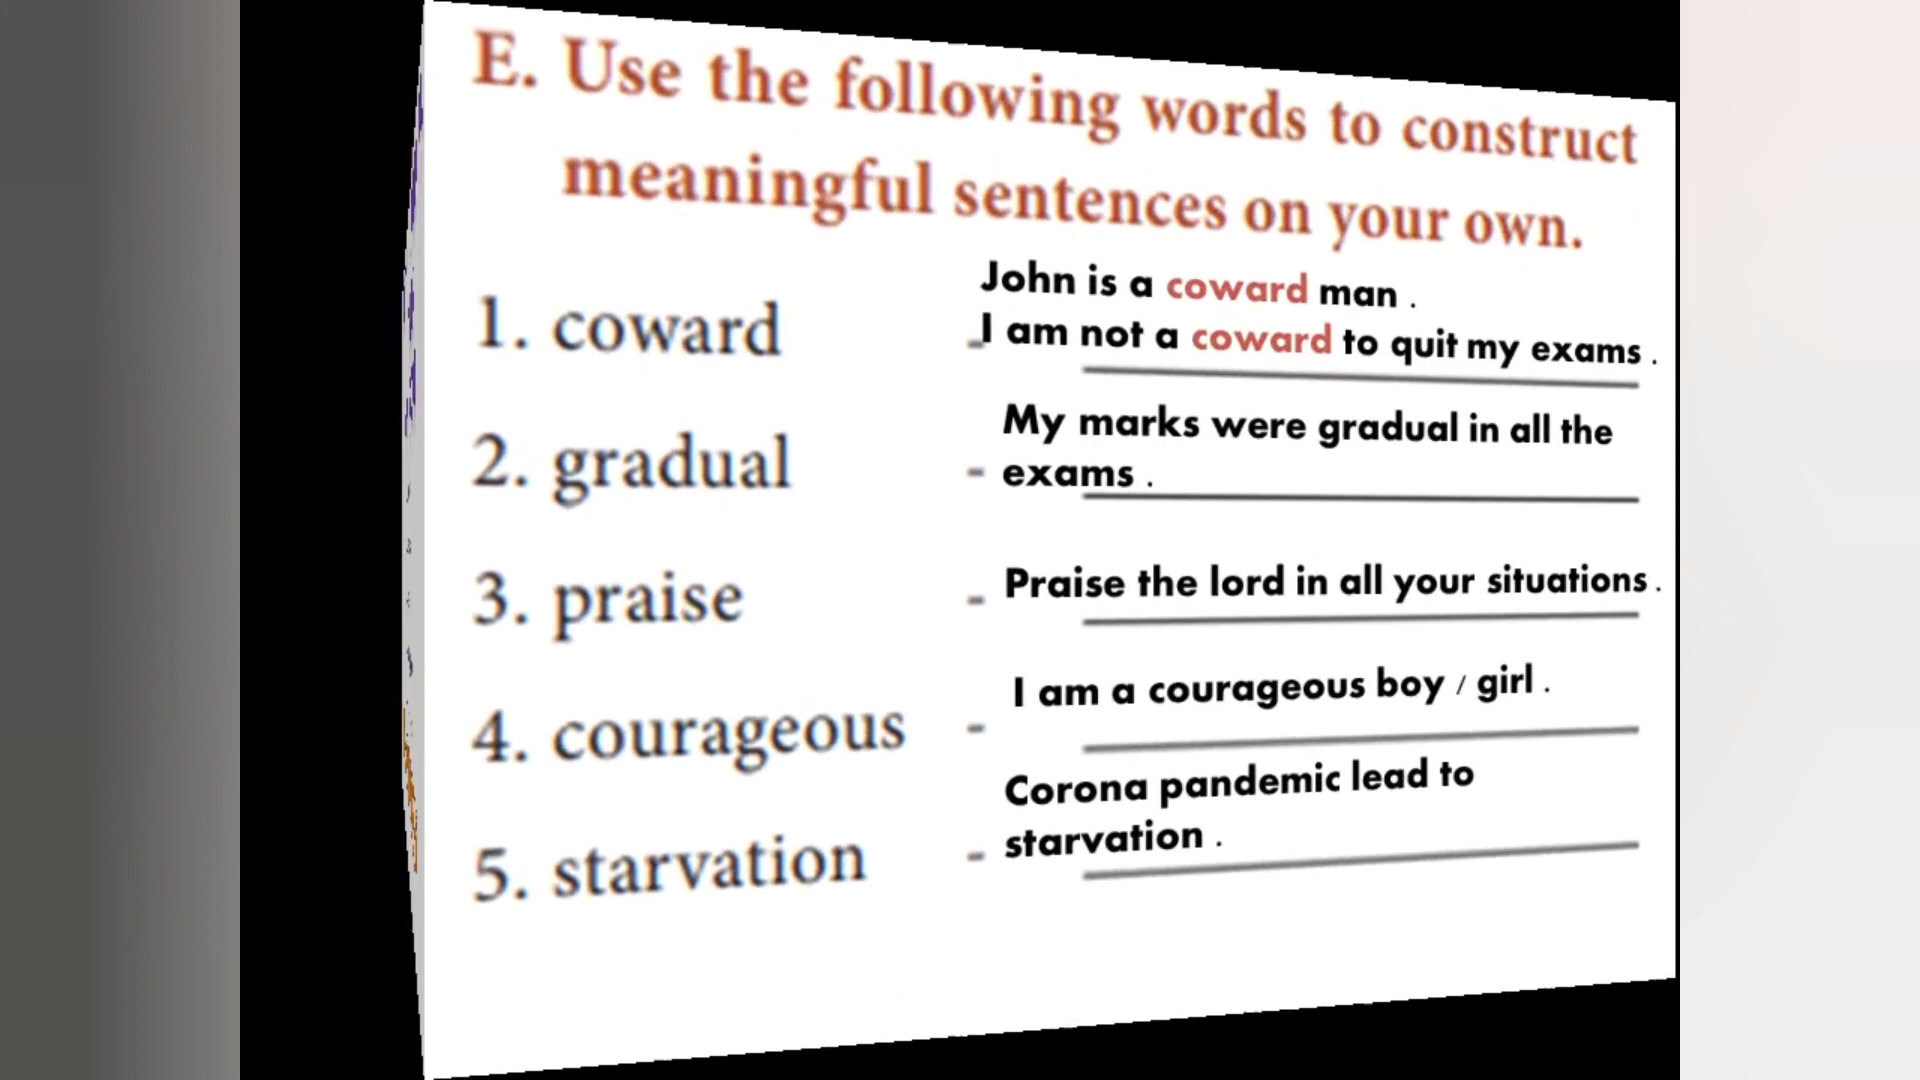 E. Use the following words to construct
meaningful sentences on your own.
John is a coward man .
1. coward - I am not a coward to quit my exams .
My marks were gradual in all the
2. gradual - exams .
3. praise - Praise the lord in all your situations .
I am a courageous boy / girl .
4. courageous -
Corona pandemic lead to
5. starvation - starvation .